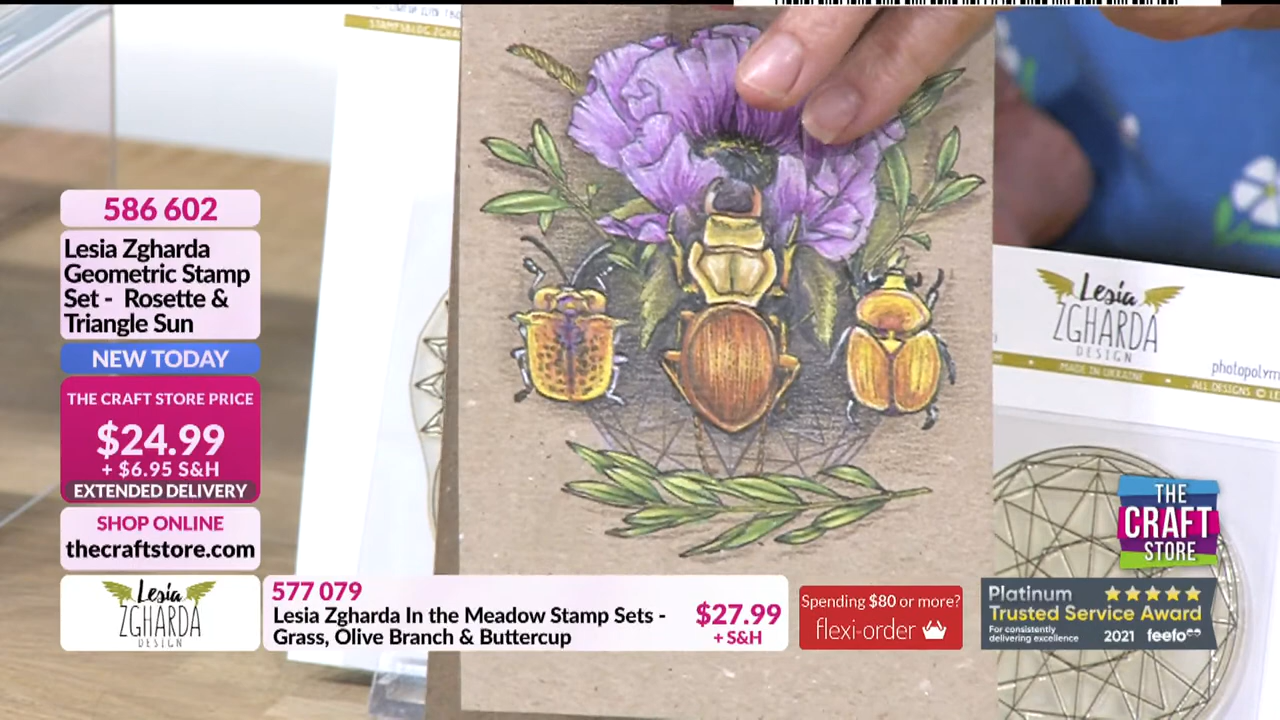 STAMPSBLOG ZGHAR
586 602
Lesia Zgharda
Geometric Stamp
Set - Rosette &
Triangle Sun
NEW TODAY
THE CRAFT STORE PRICE
$24.99
+ $6.95 S&H
EXTENDED DELIVERY
SHOP ONLINE
thecraftstore.com
Lesia
ZGHARDA
DESIGN
577 079
Lesia Zgharda In the Meadow Stamp Sets -
Grass, Olive Branch & Buttercup
$27.99
+ S&H
Spending $80 or more?
flexi-order
Lesia
ZGHARDA
DESIGN
photopolym
MADE IN UKRAINE
ALL DESIGNS © LE
THE
CRAFT
STORE
Platinum
Trusted Service Award
For consistently
delivering excellence
2021 feefo